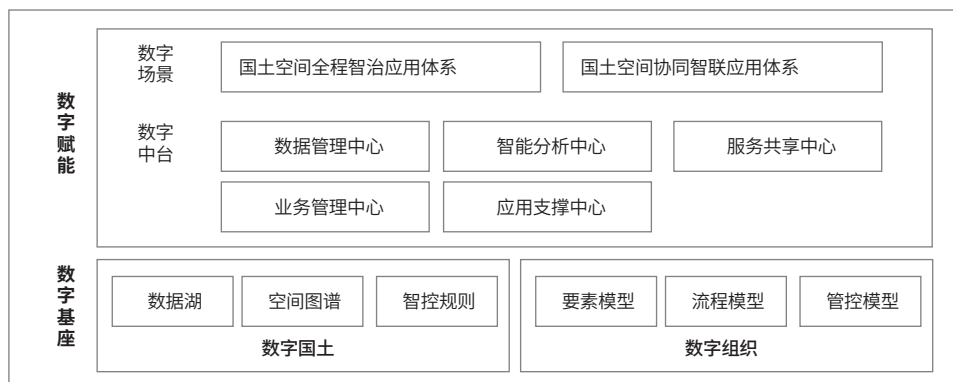 数字赋能
数字场景
国土空间全程智治应用体系
国土空间协同智联应用体系
数字中台
数据管理中心
智能分析中心
服务共享中心
业务管理中心
应用支撑中心
数字基座
数据湖
空间图谱
智控规则
数字国土
要素模型
流程模型
管控模型
数字组织